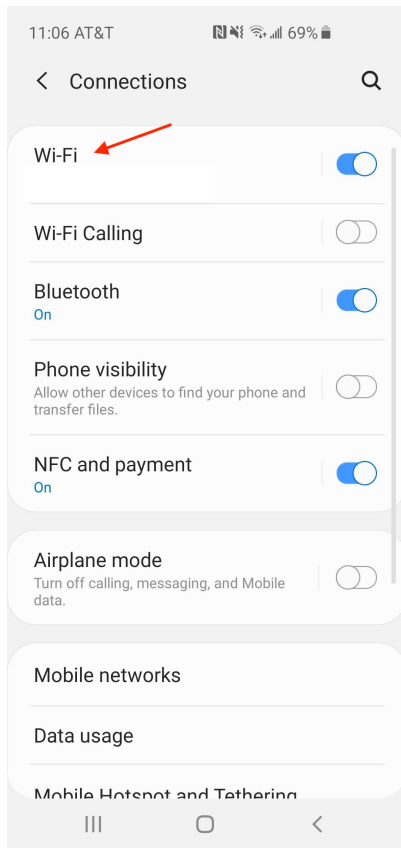 11:06 AT&T 69%
Connections
Wi-Fi
Wi-Fi Calling
Bluetooth
On
Phone visibility
Allow other devices to find your phone and
transfer files.
NFC and payment
On
Airplane mode
Turn off calling, messaging, and Mobile
data.
Mobile networks
Data usage
Mobile Hotspot and Tethering